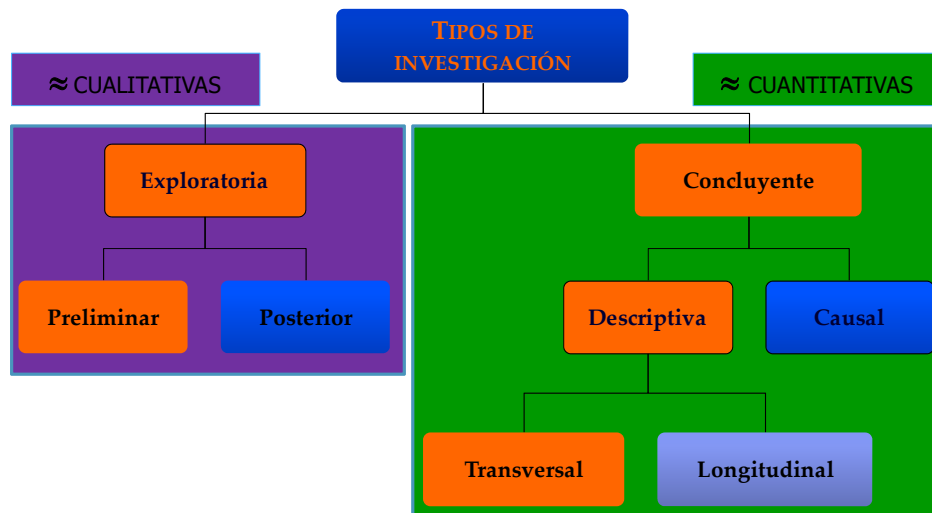 TIPOS DE
INVESTIGACIÓN
≈ CUALITATIVAS
≈ CUANTITATIVAS
Exploratoria
Concluyente
Preliminar
Posterior
Descriptiva
Causal
Transversal
Longitudinal